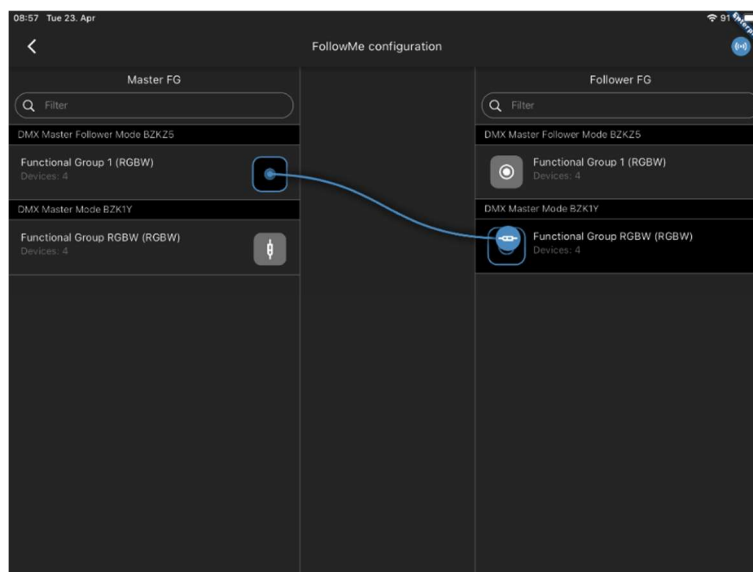 08:57 Tue 23. Apr
91
FollowMe configuration
Master FG
Filter
DMX Master Follower Mode BZKZ5
Functional Group 1 (RGBW)
Devices: 4
DMX Master Mode BZK1Y
Functional Group RGBW (RGBW)
Devices: 4
Follower FG
Filter
DMX Master Follower Mode BZKZ5
Functional Group 1 (RGBW)
Devices: 4
DMX Master Mode BZK1Y
Functional Group RGBW (RGBW)
Devices: 4